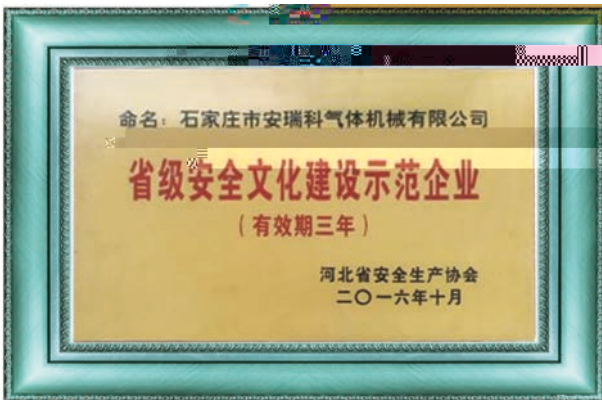 命名：石家庄市安瑞科气体机械有限公司
省级安全文化建设示范企业
（有效期三年）
河北省安全生产协会
二〇一六年十月